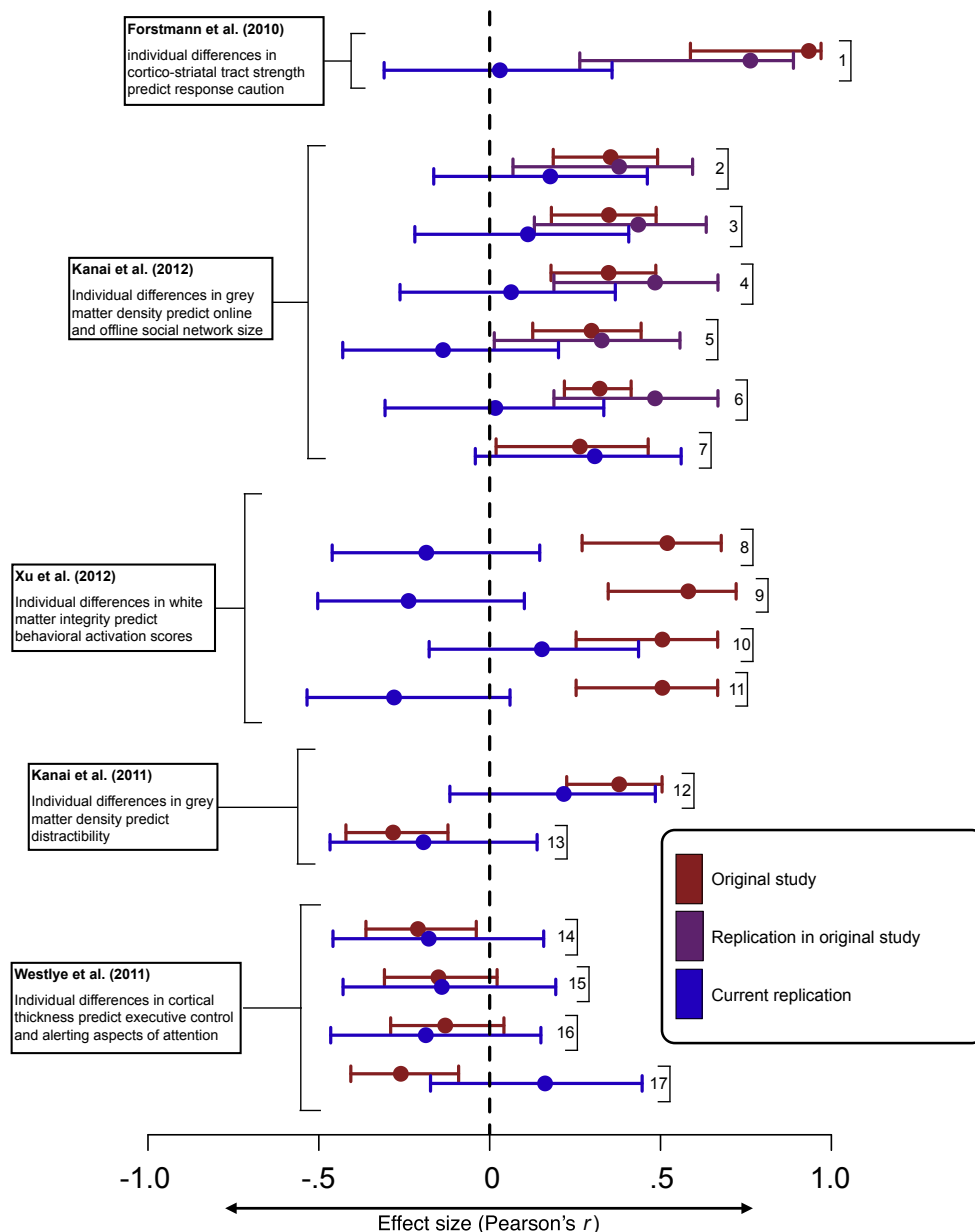 Forstmann et al. (2010)
individual differences in
cortico-striatal tract strength
predict response caution
1
2
3
Kanai et al. (2012)
Individual differences in grey
matter density predict online
and offline social network size
4
5
6
7
8
Xu et al. (2012)
Individual differences in white
matter integrity predict
behavioral activation scores
9
10
11
Kanai et al. (2011)
Individual differences in grey
matter density predict
distractibility
12
13
Original study
Replication in original study
Current replication
14
Westlye et al. (2011)
Individual differences in cortical
thickness predict executive control
and alerting aspects of attention
15
16
17
-1.0 -.5 0 .5 1.0
Effect size (Pearson's r)